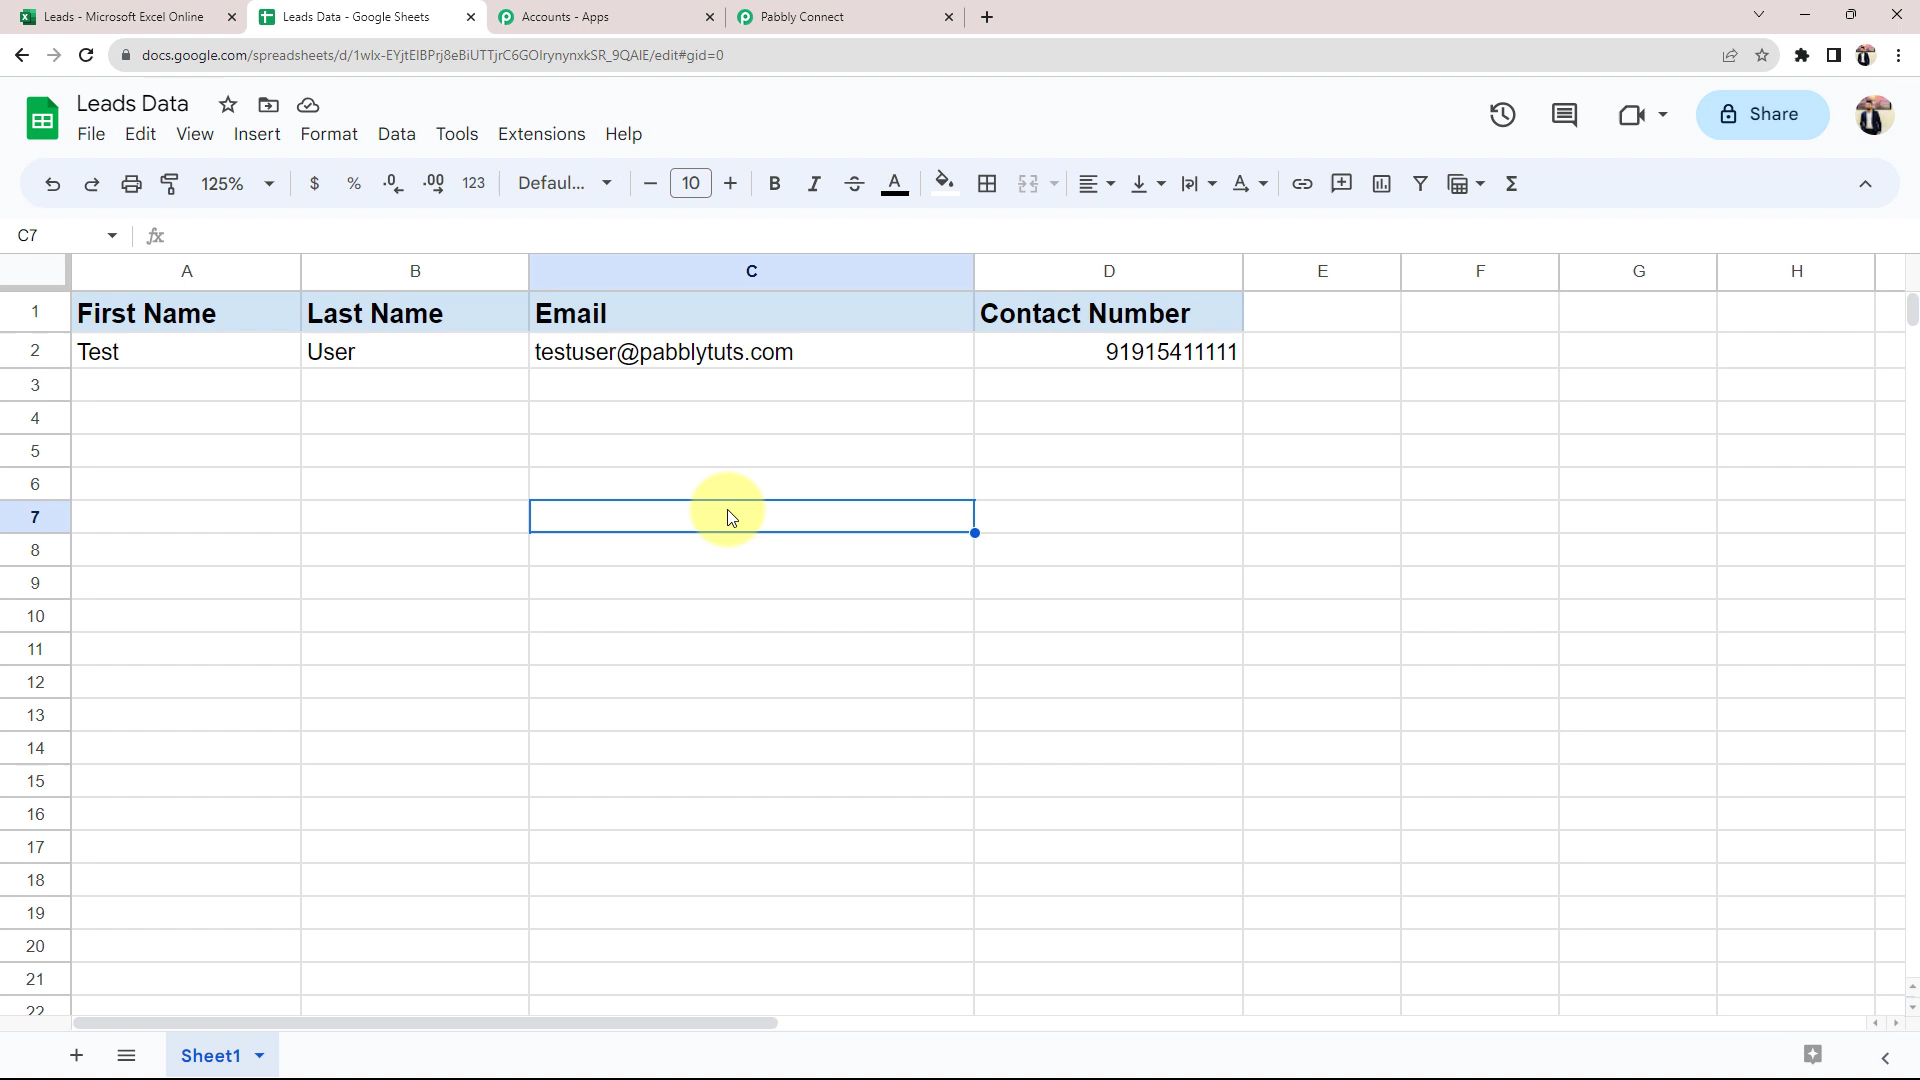 Leads - Microsoft Excel Online
Leads Data - Google Sheets
Accounts - Apps
Pabbly Connect
docs.google.com/spreadsheets/d/1wlx-EYjtElBPrj8eBiUTTjrC6GOlrynynxkSR_9QAIE/edit#gid=0
Leads Data
File Edit View Insert Format Data Tools Extensions Help
Share
125% $ % .0 .00 123 Defaul... 10 B I A
C7 fx
A B C D E F G H
1 First Name Last Name Email Contact Number
2 Test User testuser@pabblytuts.com 91915411111
3
4
5
6
7
8
9
10
11
12
13
14
15
16
17
18
19
20
21
22
Sheet1